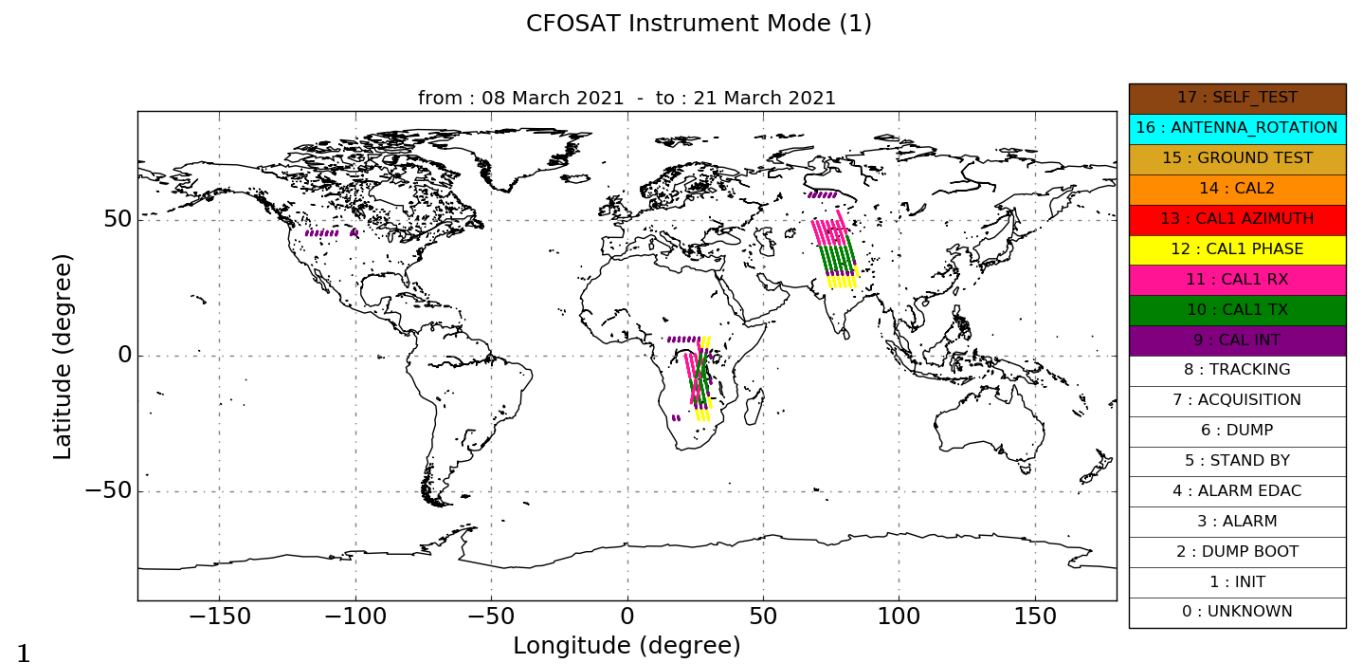 CFOSAT Instrument Mode (1)
from : 08 March 2021 - to : 21 March 2021
17 : SELF_TEST
16 : ANTENNA_ROTATION
15 : GROUND TEST
14 : CAL2
13 : CAL1 AZIMUTH
12 : CAL1 PHASE
11 : CAL1 RX
10 : CAL1 TX
9 : CAL INT
8 : TRACKING
7 : ACQUISITION
6 : DUMP
5 : STAND BY
4 : ALARM EDAC
3 : ALARM
2 : DUMP BOOT
1 : INIT
0 : UNKNOWN
Latitude (degree)
50
0
−50
−150 −100 −50 0 50 100 150
Longitude (degree)
1